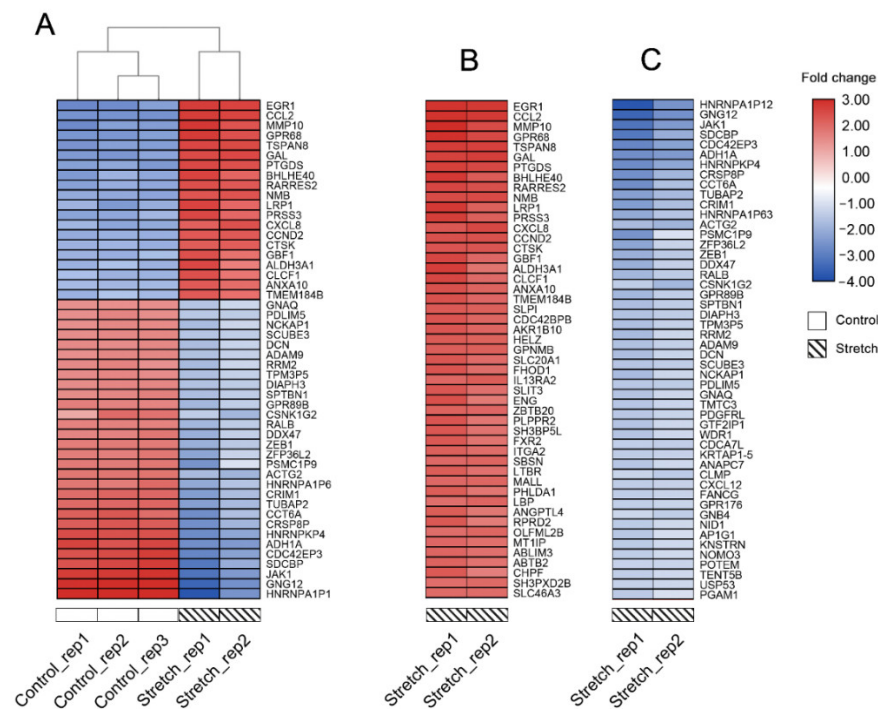 A
B
C
EGR1
CCL2
MMP10
GPR68
TSPAN8
GAL
PTGDS
BHLHE40
RARRES2
NMB
LRP1
PRSS3
CXCL8
CCND2
CTSK
GBF1
ALDH3A1
CLCF1
ANXA10
TMEM184B
GNAQ
PDLIM5
NCKAP1
SCUBE3
DCN
ADAM9
RRM2
TPM3P5
DIAPH3
SPTBN1
GPR89B
CSNK1G2
RALB
DDX47
ZEB1
ZFP36L2
PSMC1P9
ACTG2
HNRNPA1P6
CRIM1
TUBAP2
CCT6A
CRSP8P
HNRNPKP4
ADH1A
CDC42EP3
SDCBP
JAK1
GNG12
HNRNPA1P1
Control_rep1
Control_rep2
Control_rep3
Stretch_rep1
Stretch_rep2
EGR1
CCL2
MMP10
GPR68
TSPAN8
GAL
PTGDS
BHLHE40
RARRES2
NMB
LRP1
PRSS3
CXCL8
CCND2
CTSK
GBF1
ALDH3A1
CLCF1
ANXA10
TMEM184B
SLPI
CDC42BPB
AKR1B10
HELZ
GPNMB
SLC20A1
FHOD1
IL13RA2
SLIT3
ENG
ZBTB20
PLPPR2
SH3BP5L
FXR2
ITGA2
SBSN
LTBR
MALL
PHLDA1
LBP
ANGPTL4
RPRD2
OLFML2B
MT1IP
ABLIM3
ABTB2
CHPF
SH3PXD2B
SLC46A3
Stretch_rep1
Stretch_rep2
HNRNPA1P12
GNG12
JAK1
SDCBP
CDC42EP3
ADH1A
HNRNPKP4
CRSP8P
CCT6A
TUBAP2
CRIM1
HNRNPA1P63
ACTG2
PSMC1P9
ZFP36L2
ZEB1
DDX47
RALB
CSNK1G2
GPR89B
SPTBN1
DIAPH3
TPM3P5
RRM2
ADAM9
DCN
SCUBE3
NCKAP1
PDLIM5
GNAQ
TMTC3
PDGFRL
GTF2IP1
WDR1
CDCA7L
KRTAP1-5
ANAPC7
CLMP
CXCL12
FANCG
GPR176
GNB4
NID1
AP1G1
KNSTRN
NOMO3
POTEM
TENT5B
USP53
PGAM1
Stretch_rep1
Stretch_rep2
Fold change
3.00
2.00
1.00
0.00
−1.00
−2.00
−3.00
−4.00
Control
Stretch